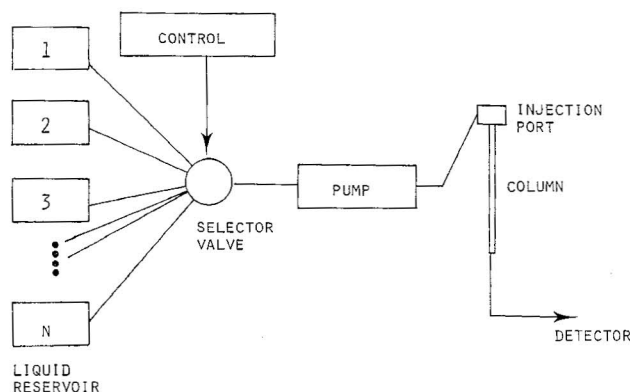 1
CONTROL
2
INJECTION
PORT
3
PUMP
COLUMN
SELECTOR
VALVE
N
DETECTOR
LIQUID
RESERVOIR